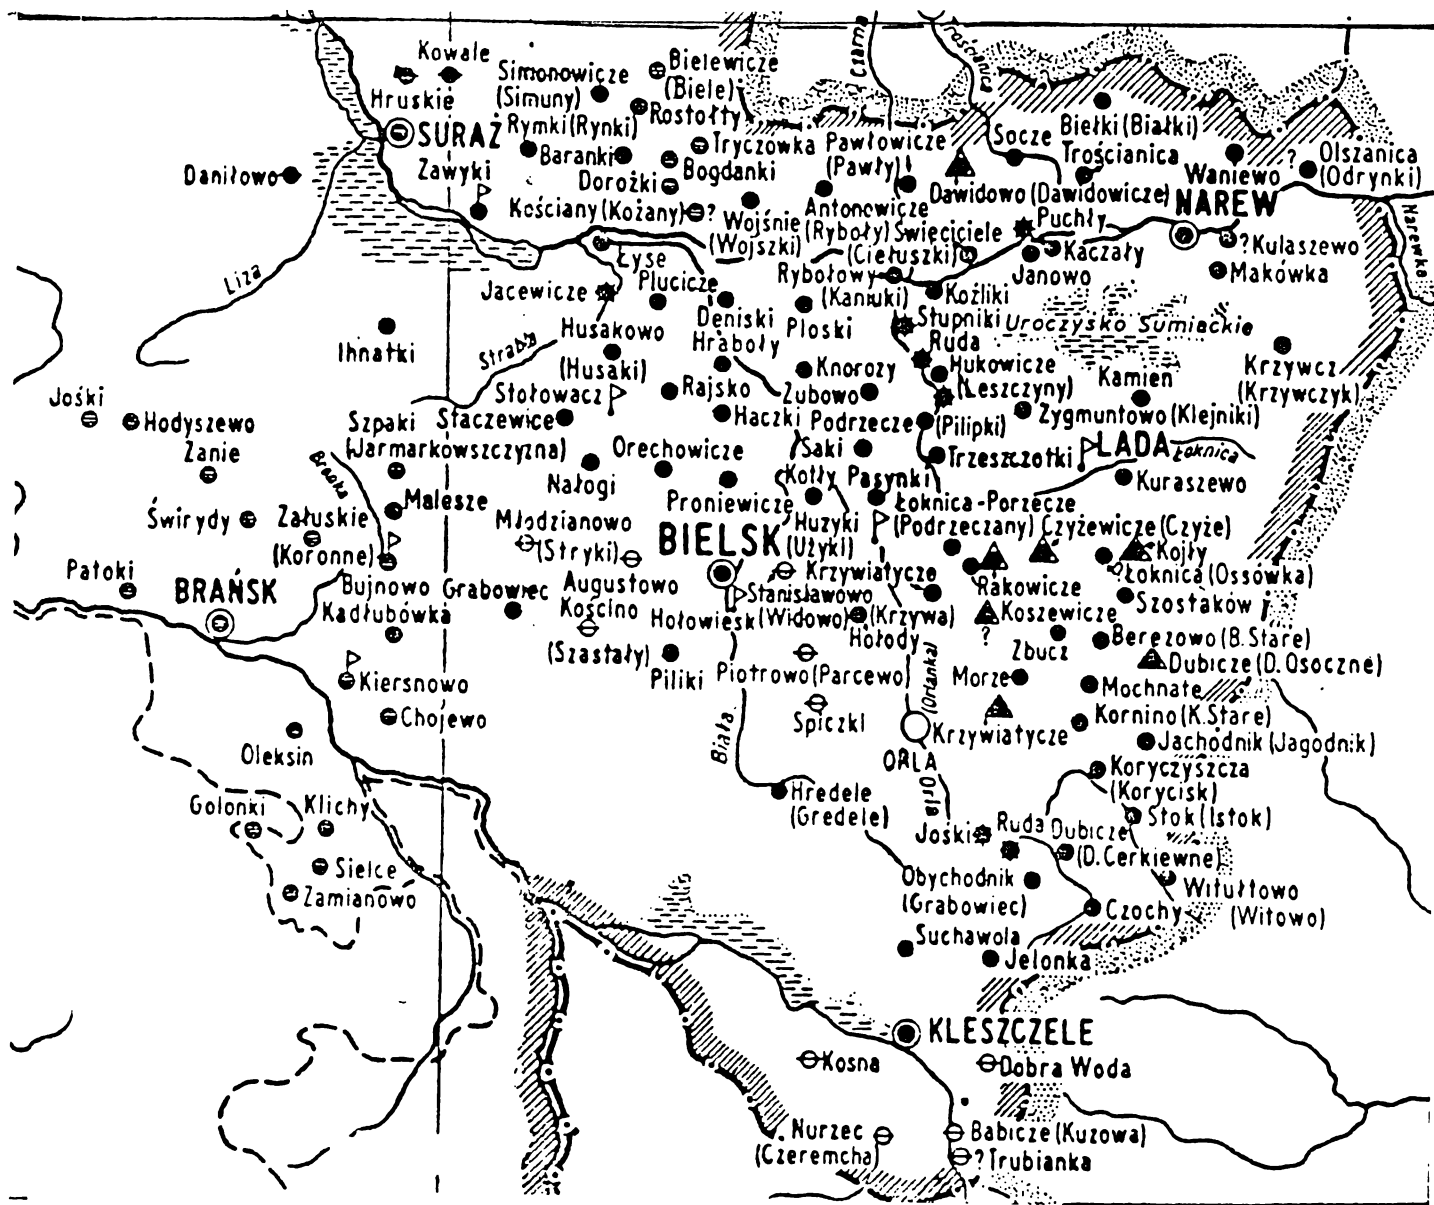 Kowale
Hruskie
SURAŻ
Zawyki
Simonowicze
(Simuny)
Bielewicze
(Biele)
Rostołty
Rymki (Rynki)
Baranki
Tryczówka
Bogdanki
Dorożki
Kościany (Kożany) ?
Daniłowo
Liza
Czarna
Trościanica
Pawłowicze
(Pawły)
Socze
Bielki (Białki)
Trościanica
Waniewo
?
Olszanica
(Odrynki)
Dawidowo (Dawidowicze)
NAREW
Narewka
Puchły
Antonowicze
(Ryboły)
Święciciele
(Ciełuszki)
Wojśnie
(Wojszki)
Kaczały
Janowo
? Kulaszewo
Makówka
Łyse
Plucicze
Jacewicze
Rybołowy
(Kaniuki)
Koźliki
Deniski
Ploski
Stupniki
Uroczysko Sumiackie
Husakowo
(Husaki)
Hraboły
Ruda
Ihnatki
Strabla
Knorozy
Hukowicze
(Leszczyny)
Kamien
Krzywcz
(Krzywczyk)
Stołowacz
Rajsko
Zubowo
Jośki
Hodyszewo
Szpaki
(Jarmarkowszczyzna)
Staczewice
Haczki
Podrzecze
(Pilipki)
Zygmuntowo (Klejniki)
Zanie
Orechowicze
Saki
Trzeszczotki
LADA
Łoknica
Bronka
Nałogi
Kotły
Pasynki
Kuraszewo
Malesze
Proniewicze
Łoknica-Porzecze
(Podrzeczany)
Świrydy
Załuskie
(Koronne)
Młodzianowo
(Stryki)
BIELSK
Huzyki
(Użyki)
Czyżewicze (Czyże)
Kojły
Patoki
BRAŃSK
Bujnowo
Grabowiec
Augustowo
Krzywiatycze
Rakowicze
?Łoknica (Ossówka)
Kadłubówka
Kościno
(Szastały)
Stanisławowo
Hołowiesk (Widowo)
(Krzywa)
Hołody
Koszewicze
?
Szostaków
Zbucz
Berezowo (B. Stare)
Kiersnowo
Piliki
Piotrowo (Parcewo)
(Orlanka)
Morze
Dubicze (D. Osoczne)
Mochnate
Chojewo
Biała
Spiczki
Krzywiatycze
Kornino (K. Stare)
Jachodnik (Jagodnik)
Oleksin
ORLA
Orla
Koryczyszcza
(Korycisk)
Golonki
Klichy
Hredele
(Gredele)
Stok (Istok)
Jośki
Ruda
Dubicze
(D. Cerkiewne)
Sielce
Zamianowo
Obychodnik
(Grabowiec)
Witułtowo
(Witowo)
Czochy
Suchawola
Jelonka
KLESZCZELE
Kosna
Dobra Woda
Nurzec
(Czeremcha)
Babicze (Kuzowa)
? Trubianka